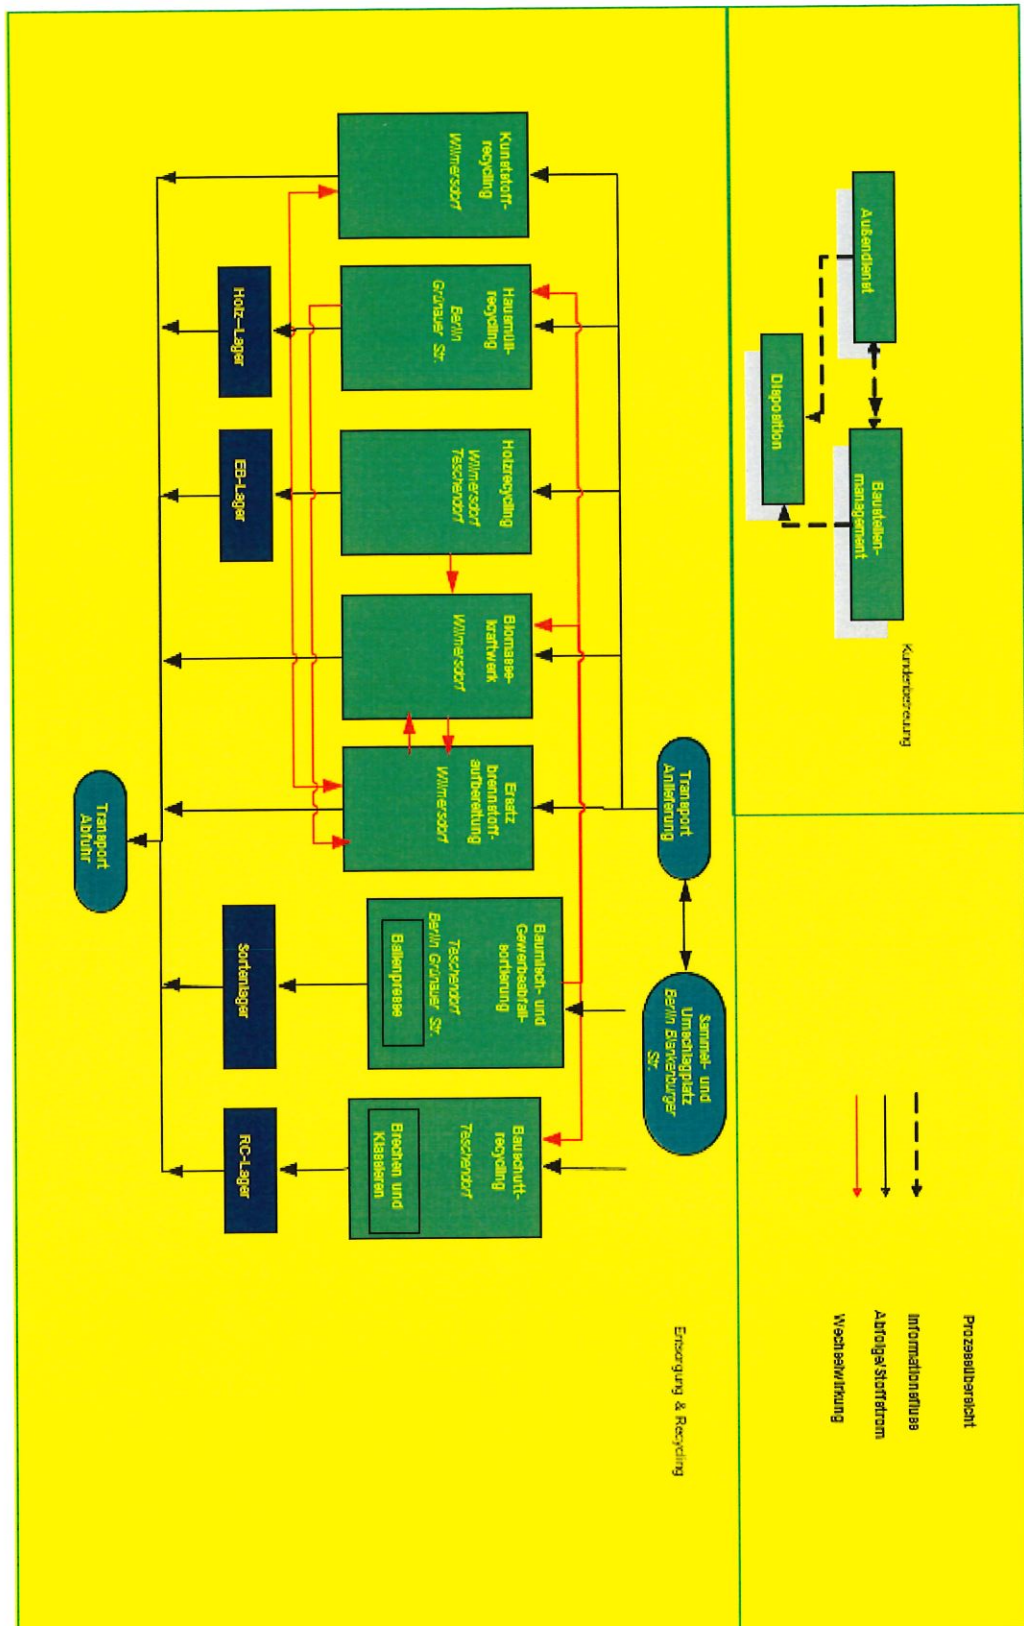 Prozessübersicht
Informationsfluss
Abfolge/Stoffstrom
Wechselwirkung
Kundenbetreuung
Außendienst
Baustellen-
management
Disposition
Entsorgung & Recycling
Transport
Anlieferung
Sammel- und
Umschlagplatz
Berlin Blankenburger
Str.
Kunststoff-
recycling
Wilmersdorf
Hausmüll-
recycling
Berlin
Grünauer Str.
Holzrecycling
Wilmersdorf
Teschendorf
Biomasse-
kraftwerk
Wilmersdorf
Ersatz
brennstoff-
aufbereitung
Wilmersdorf
Baumisch- und
Gewerbeabfall-
sortierung
Teschendorf
Berlin Grünauer Str.
Ballenpresse
Bauschutt-
recycling
Teschendorf
Brechen und
Klassieren
Holz-Lager
EB-Lager
Sortenlager
RC-Lager
Transport
Abfuhr